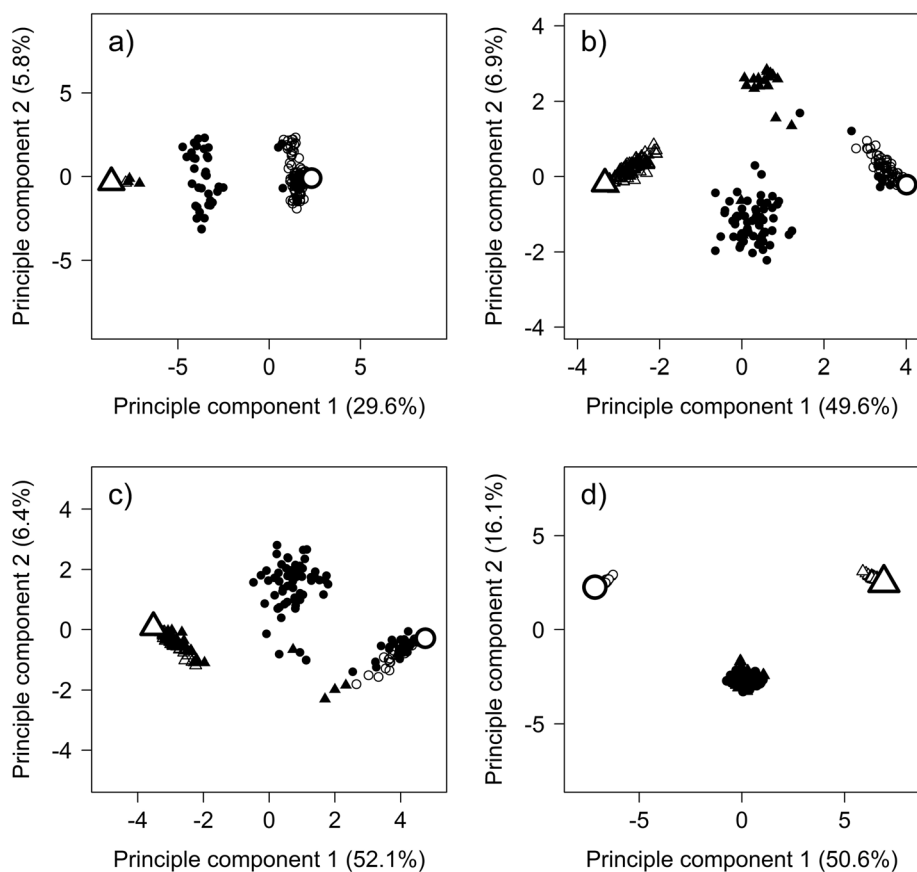 a)
Principle component 2 (5.8%)
5
0
-5
-5 0 5
Principle component 1 (29.6%)
b)
Principle component 2 (6.9%)
4
2
0
-2
-4
-4 -2 0 2 4
Principle component 1 (49.6%)
c)
Principle component 2 (6.4%)
4
2
0
-2
-4
-4 -2 0 2 4
Principle component 1 (52.1%)
d)
Principle component 2 (16.1%)
5
0
-5
-5 0 5
Principle component 1 (50.6%)